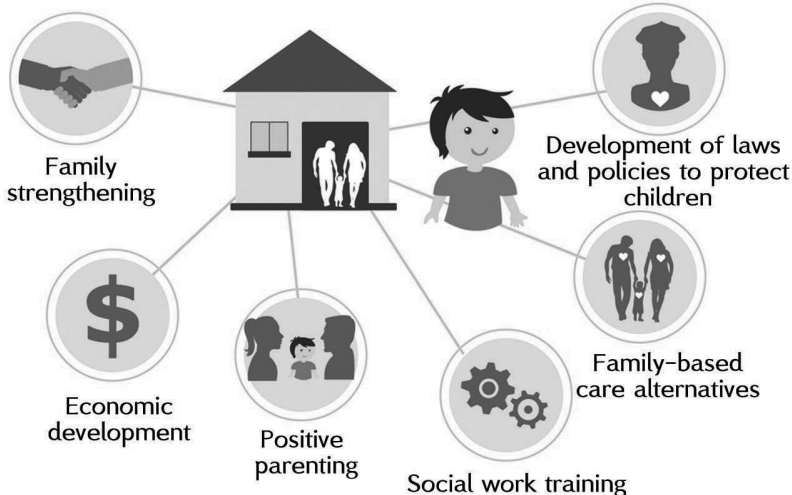 Family
strengthening
Development of laws
and policies to protect
children
$
Economic
development
Positive
parenting
Social work training
Family-based
care alternatives